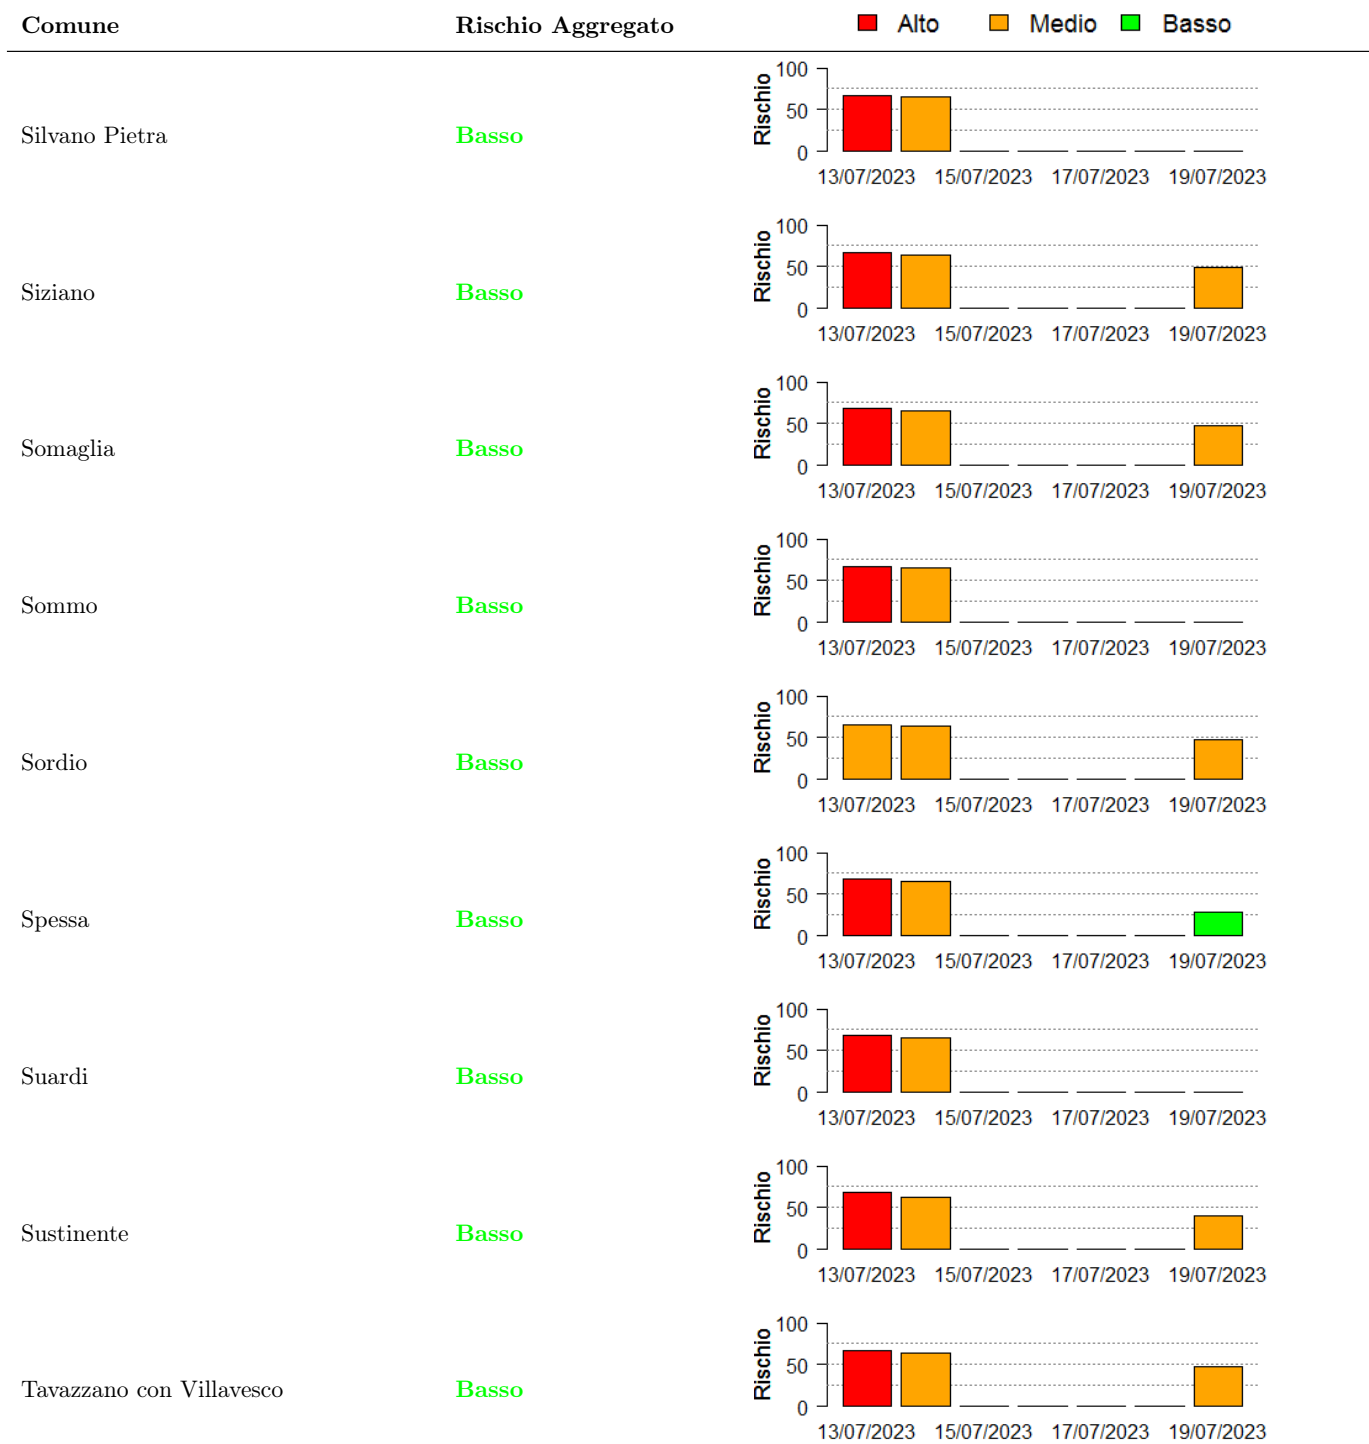 Comune Rischio Aggregato Alto Medio Basso
Silvano Pietra Basso
Rischio
100
50
0
13/07/2023 15/07/2023 17/07/2023 19/07/2023
Siziano Basso
Rischio
100
50
0
13/07/2023 15/07/2023 17/07/2023 19/07/2023
Somaglia Basso
Rischio
100
50
0
13/07/2023 15/07/2023 17/07/2023 19/07/2023
Sommo Basso
Rischio
100
50
0
13/07/2023 15/07/2023 17/07/2023 19/07/2023
Sordio Basso
Rischio
100
50
0
13/07/2023 15/07/2023 17/07/2023 19/07/2023
Spessa Basso
Rischio
100
50
0
13/07/2023 15/07/2023 17/07/2023 19/07/2023
Suardi Basso
Rischio
100
50
0
13/07/2023 15/07/2023 17/07/2023 19/07/2023
Sustinente Basso
Rischio
100
50
0
13/07/2023 15/07/2023 17/07/2023 19/07/2023
Tavazzano con Villavesco Basso
Rischio
100
50
0
13/07/2023 15/07/2023 17/07/2023 19/07/2023